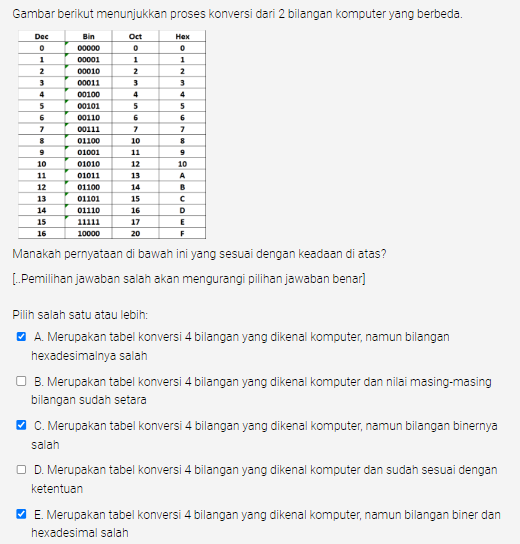 Gambar berikut menunjukkan proses konversi dari 2 bilangan komputer yang berbeda.
Dec Bin Oct Hex
0 00000 0 0
1 00001 1 1
2 00010 2 2
3 00011 3 3
4 00100 4 4
5 00101 5 5
6 00110 6 6
7 00111 7 7
8 01100 10 8
9 01001 11 9
10 01010 12 10
11 01011 13 A
12 01100 14 B
13 01101 15 C
14 01110 16 D
15 11111 17 E
16 10000 20 F
Manakah pernyataan di bawah ini yang sesuai dengan keadaan di atas?
[..Pemilihan jawaban salah akan mengurangi pilihan jawaban benar]
Pilih salah satu atau lebih:
A. Merupakan tabel konversi 4 bilangan yang dikenal komputer, namun bilangan
hexadesimalnya salah
B. Merupakan tabel konversi 4 bilangan yang dikenal komputer dan nilai masing-masing
bilangan sudah setara
C. Merupakan tabel konversi 4 bilangan yang dikenal komputer, namun bilangan binernya
salah
D. Merupakan tabel konversi 4 bilangan yang dikenal komputer dan sudah sesuai dengan
ketentuan
E. Merupakan tabel konversi 4 bilangan yang dikenal komputer, namun bilangan biner dan
hexadesimal salah